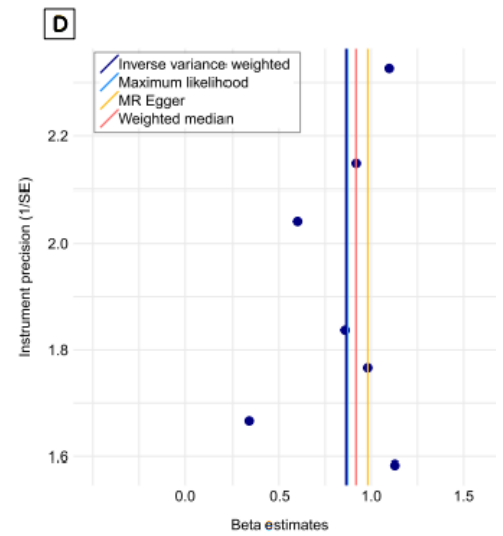 D
Inverse variance weighted
Maximum likelihood
MR Egger
Weighted median
2.2
2.0
1.8
1.6
Instrument precision (1/SE)
0.0 0.5 1.0 1.5
Beta estimates